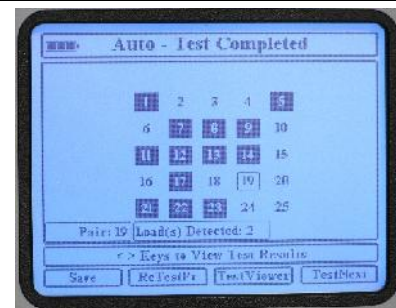 Auto - Test Completed
1 2 3 4 5
6 7 8 9 10
11 12 13 14 15
16 17 18 19 20
21 22 23 24 25
Pair: 19 Load(s) Detected: 2
< > Keys to View Test Results
Save ReTestPr TestViewer TestNext